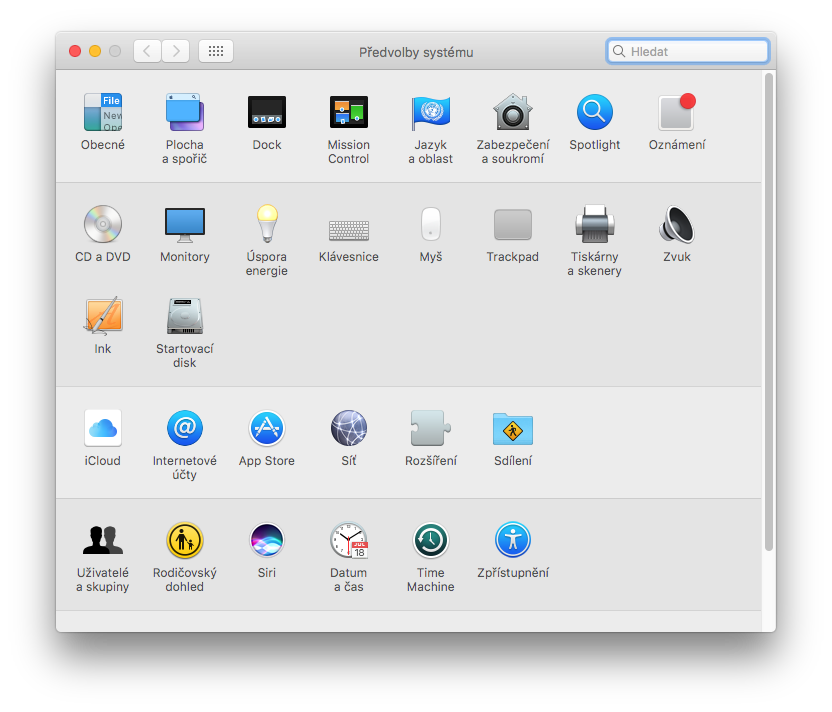 Předvolby systému
Hledat
File
New
Ope
Obecné
Plocha
a spořič
Dock
Mission
Control
Jazyk
a oblast
Zabezpečení
a soukromí
Spotlight
Oznámení
CD a DVD
Monitory
Úspora
energie
Klávesnice
Myš
Trackpad
Tiskárny
a skenery
Zvuk
Ink
Startovací
disk
@
iCloud
Internetové
účty
App Store
Síť
Rozšíření
Sdílení
JUL
18
Uživatelé
a skupiny
Rodičovský
dohled
Siri
Datum
a čas
Time
Machine
Zpřístupnění